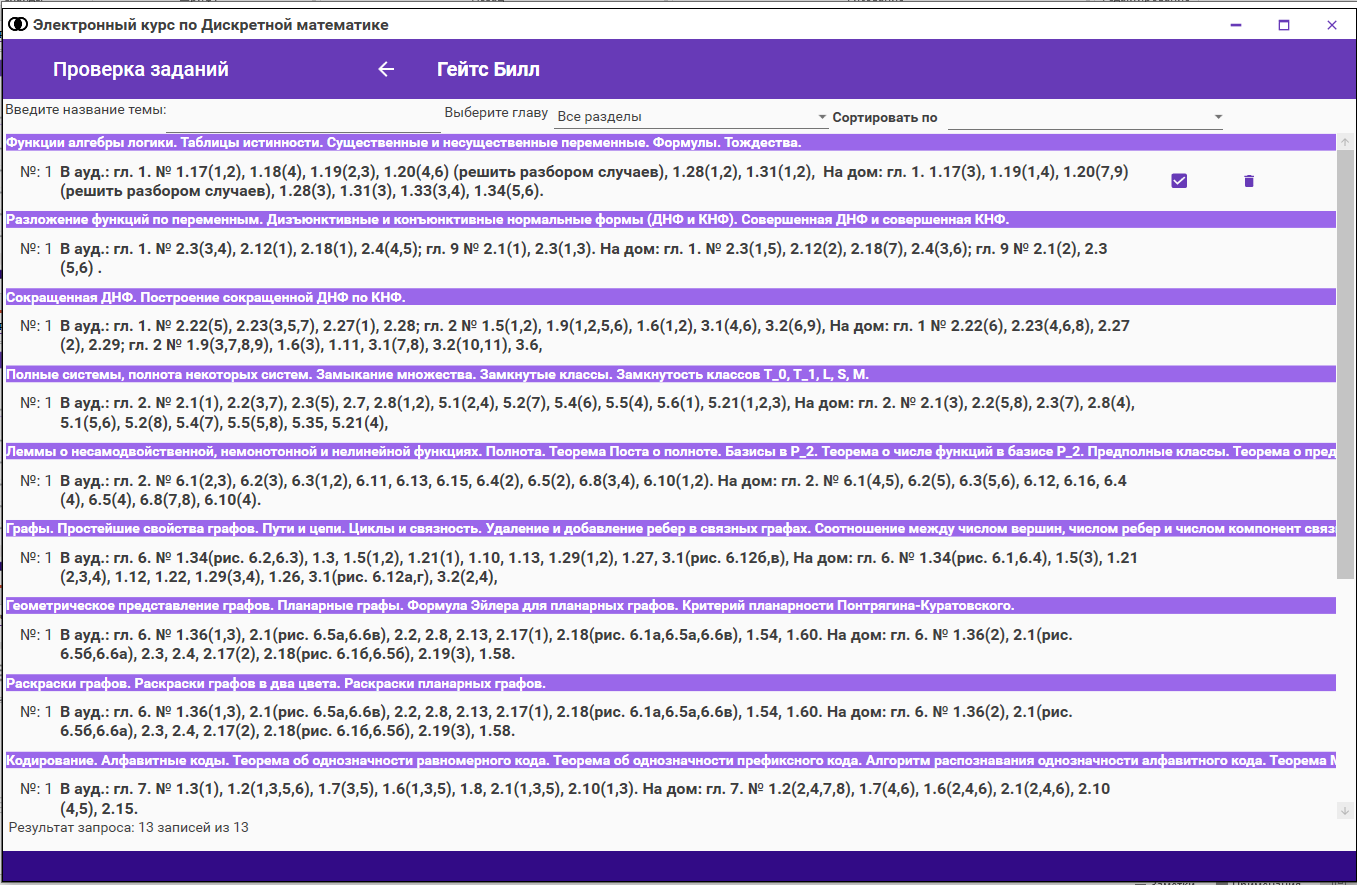 Электронный курс по Дискретной математике
Проверка заданий
Гейтс Билл
Введите название темы:
Выберите главу
Все разделы
Сортировать по
Функции алгебры логики. Таблицы истинности. Существенные и несущественные переменные. Формулы. Тождества.
№: 1 В ауд.: гл. 1. № 1.17(1,2), 1.18(4), 1.19(2,3), 1.20(4,6) (решить разбором случаев), 1.28(1,2), 1.31(1,2), На дом: гл. 1. 1.17(3), 1.19(1,4), 1.20(7,9)
(решить разбором случаев), 1.28(3), 1.31(3), 1.33(3,4), 1.34(5,6).
Разложение функций по переменным. Дизъюнктивные и конъюнктивные нормальные формы (ДНФ и КНФ). Совершенная ДНФ и совершенная КНФ.
№: 1 В ауд.: гл. 1. № 2.3(3,4), 2.12(1), 2.18(1), 2.4(4,5); гл. 9 № 2.1(1), 2.3(1,3). На дом: гл. 1. № 2.3(1,5), 2.12(2), 2.18(7), 2.4(3,6); гл. 9 № 2.1(2), 2.3
(5,6) .
Сокращенная ДНФ. Построение сокращенной ДНФ по КНФ.
№: 1 В ауд.: гл. 1. № 2.22(5), 2.23(3,5,7), 2.27(1), 2.28; гл. 2 № 1.5(1,2), 1.9(1,2,5,6), 1.6(1,2), 3.1(4,6), 3.2(6,9), На дом: гл. 1 № 2.22(6), 2.23(4,6,8), 2.27
(2), 2.29; гл. 2 № 1.9(3,7,8,9), 1.6(3), 1.11, 3.1(7,8), 3.2(10,11), 3.6,
Полные системы, полнота некоторых систем. Замыкание множества. Замкнутые классы. Замкнутость классов T_0, T_1, L, S, M.
№: 1 В ауд.: гл. 2. № 2.1(1), 2.2(3,7), 2.3(5), 2.7, 2.8(1,2), 5.1(2,4), 5.2(7), 5.4(6), 5.5(4), 5.6(1), 5.21(1,2,3), На дом: гл. 2. № 2.1(3), 2.2(5,8), 2.3(7), 2.8(4),
5.1(5,6), 5.2(8), 5.4(7), 5.5(5,8), 5.35, 5.21(4),
Леммы о несамодвойственной, немонотонной и нелинейной функциях. Полнота. Теорема Поста о полноте. Базисы в P_2. Теорема о числе функций в базисе P_2. Предполные классы. Теорема о пред
№: 1 В ауд.: гл. 2. № 6.1(2,3), 6.2(3), 6.3(1,2), 6.11, 6.13, 6.15, 6.4(2), 6.5(2), 6.8(3,4), 6.10(1,2). На дом: гл. 2. № 6.1(4,5), 6.2(5), 6.3(5,6), 6.12, 6.16, 6.4
(4), 6.5(4), 6.8(7,8), 6.10(4).
Графы. Простейшие свойства графов. Пути и цепи. Циклы и связность. Удаление и добавление ребер в связных графах. Соотношение между числом вершин, числом ребер и числом компонент связ
№: 1 В ауд.: гл. 6. № 1.34(рис. 6.2,6.3), 1.3, 1.5(1,2), 1.21(1), 1.10, 1.13, 1.29(1,2), 1.27, 3.1(рис. 6.12б,в), На дом: гл. 6. № 1.34(рис. 6.1,6.4), 1.5(3), 1.21
(2,3,4), 1.12, 1.22, 1.29(3,4), 1.26, 3.1(рис. 6.12а,г), 3.2(2,4),
Геометрическое представление графов. Планарные графы. Формула Эйлера для планарных графов. Критерий планарности Понтрягина-Куратовского.
№: 1 В ауд.: гл. 6. № 1.36(1,3), 2.1(рис. 6.5а,6.6в), 2.2, 2.8, 2.13, 2.17(1), 2.18(рис. 6.1а,6.5а,6.6в), 1.54, 1.60. На дом: гл. 6. № 1.36(2), 2.1(рис.
6.5б,6.6а), 2.3, 2.4, 2.17(2), 2.18(рис. 6.1б,6.5б), 2.19(3), 1.58.
Раскраски графов. Раскраски графов в два цвета. Раскраски планарных графов.
№: 1 В ауд.: гл. 6. № 1.36(1,3), 2.1(рис. 6.5а,6.6в), 2.2, 2.8, 2.13, 2.17(1), 2.18(рис. 6.1а,6.5а,6.6в), 1.54, 1.60. На дом: гл. 6. № 1.36(2), 2.1(рис.
6.5б,6.6а), 2.3, 2.4, 2.17(2), 2.18(рис. 6.1б,6.5б), 2.19(3), 1.58.
Кодирование. Алфавитные коды. Теорема об однозначности равномерного кода. Теорема об однозначности префиксного кода. Алгоритм распознавания однозначности алфавитного кода. Теорема М
№: 1 В ауд.: гл. 7. № 1.3(1), 1.2(1,3,5,6), 1.7(3,5), 1.6(1,3,5), 1.8, 2.1(1,3,5), 2.10(1,3). На дом: гл. 7. № 1.2(2,4,7,8), 1.7(4,6), 1.6(2,4,6), 2.1(2,4,6), 2.10
(4,5), 2.15.
Результат запроса: 13 записей из 13